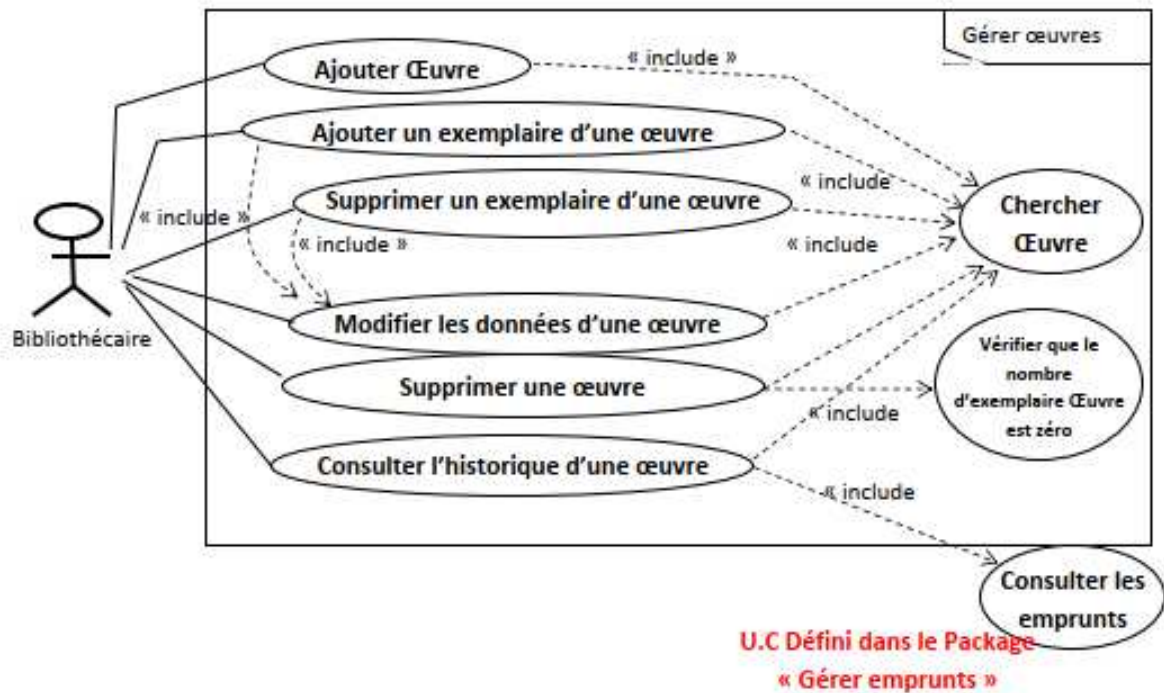 Gérer œuvres
Ajouter Œuvre
« include »
Ajouter un exemplaire d'une œuvre
« include
Supprimer un exemplaire d'une œuvre
Chercher
Œuvre
« include »
« include »
« include
Modifier les données d'une œuvre
Bibliothécaire
Vérifier que le
nombre
d'exemplaire Œuvre
est zéro
Supprimer une œuvre
« include
Consulter l'historique d'une œuvre
« include
Consulter les
emprunts
U.C Défini dans le Package
« Gérer emprunts »